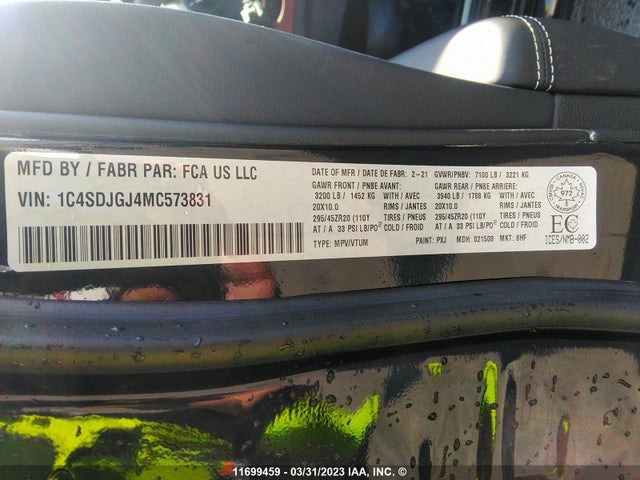 MFD BY / FABR PAR: FCA US LLC
VIN: 1C4SDJGJ4MC573831
DATE OF MFR / DATE DE FABR: 2-21 GVWR/PNBV: 7100 LB / 3221 KG
GAWR FRONT / PNBE AVANT GAWR REAR / PNBE ARRIERE
3200 LB / 1452 KG WITH / AVEC 3940 LB / 1788 KG WITH / AVEC
20X10.0 RIMS / JANTES 20X10.0 RIMS / JANTES
295/45ZR20 (110Y TIRES / PNEUS 295/45ZR20 (110Y TIRES / PNEUS
AT / A 33 PSI LB/PO² COLD / FROID AT / A 33 PSI LB/PO² COLD / FROID
TYPE: MPV/VTUM PAINT: PXJ MDH: 021508 MKT: 8HF
CANADA
972
TRANSPORT
EC
ICES/NMB-002
11699459 - 03/31/2023 IAA, INC. ©